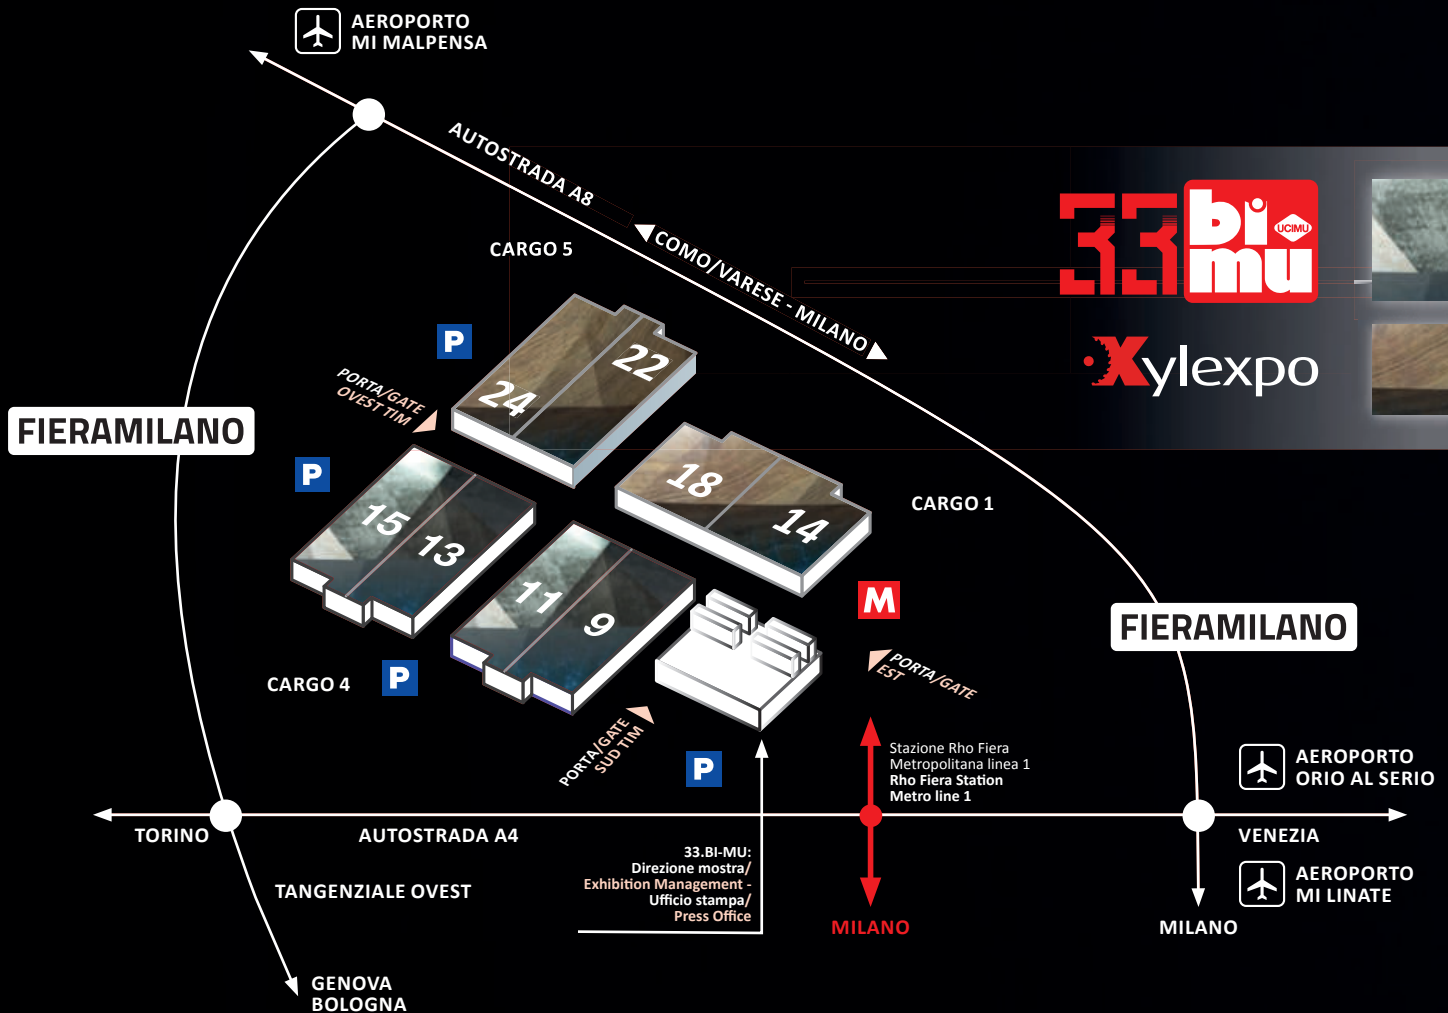 AEROPORTO
MI MALPENSA
AUTOSTRADA A8
COMO/VARESE - MILANO
CARGO 5
33 bi
UCIMU
mu
Xylexpo
P
22
24
PORTA/GATE
OVEST TIM
FIERAMILANO
P
18
14
CARGO 1
15
13
11
9
M
FIERAMILANO
PORTA/GATE
EST
CARGO 4
P
PORTA/GATE
SUD TIM
P
Stazione Rho Fiera
Metropolitana linea 1
Rho Fiera Station
Metro line 1
AEROPORTO
ORIO AL SERIO
TORINO
AUTOSTRADA A4
VENEZIA
33.BI-MU:
Direzione mostra/
Exhibition Management -
Ufficio stampa/
Press Office
TANGENZIALE OVEST
AEROPORTO
MI LINATE
MILANO
MILANO
GENOVA
BOLOGNA